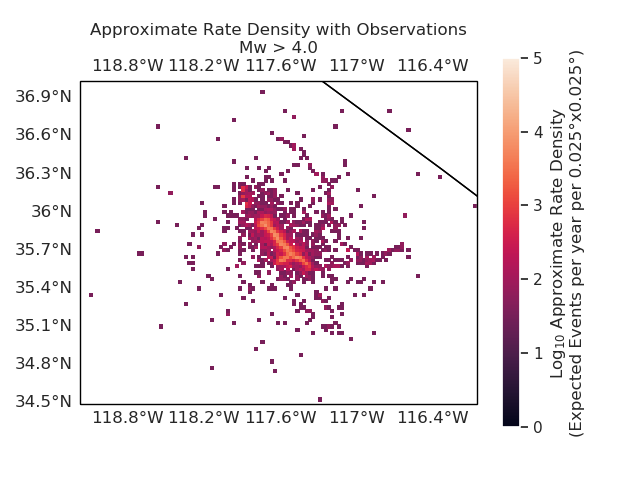 Approximate Rate Density with Observations
Mw > 4.0
118.8°W 118.2°W 117.6°W 117°W 116.4°W
36.9°N
36.6°N
36.3°N
36°N
35.7°N
35.4°N
35.1°N
34.8°N
34.5°N
118.8°W 118.2°W 117.6°W 117°W 116.4°W
5
4
3
2
1
0
Log₁₀ Approximate Rate Density
(Expected Events per year per 0.025°x0.025°)